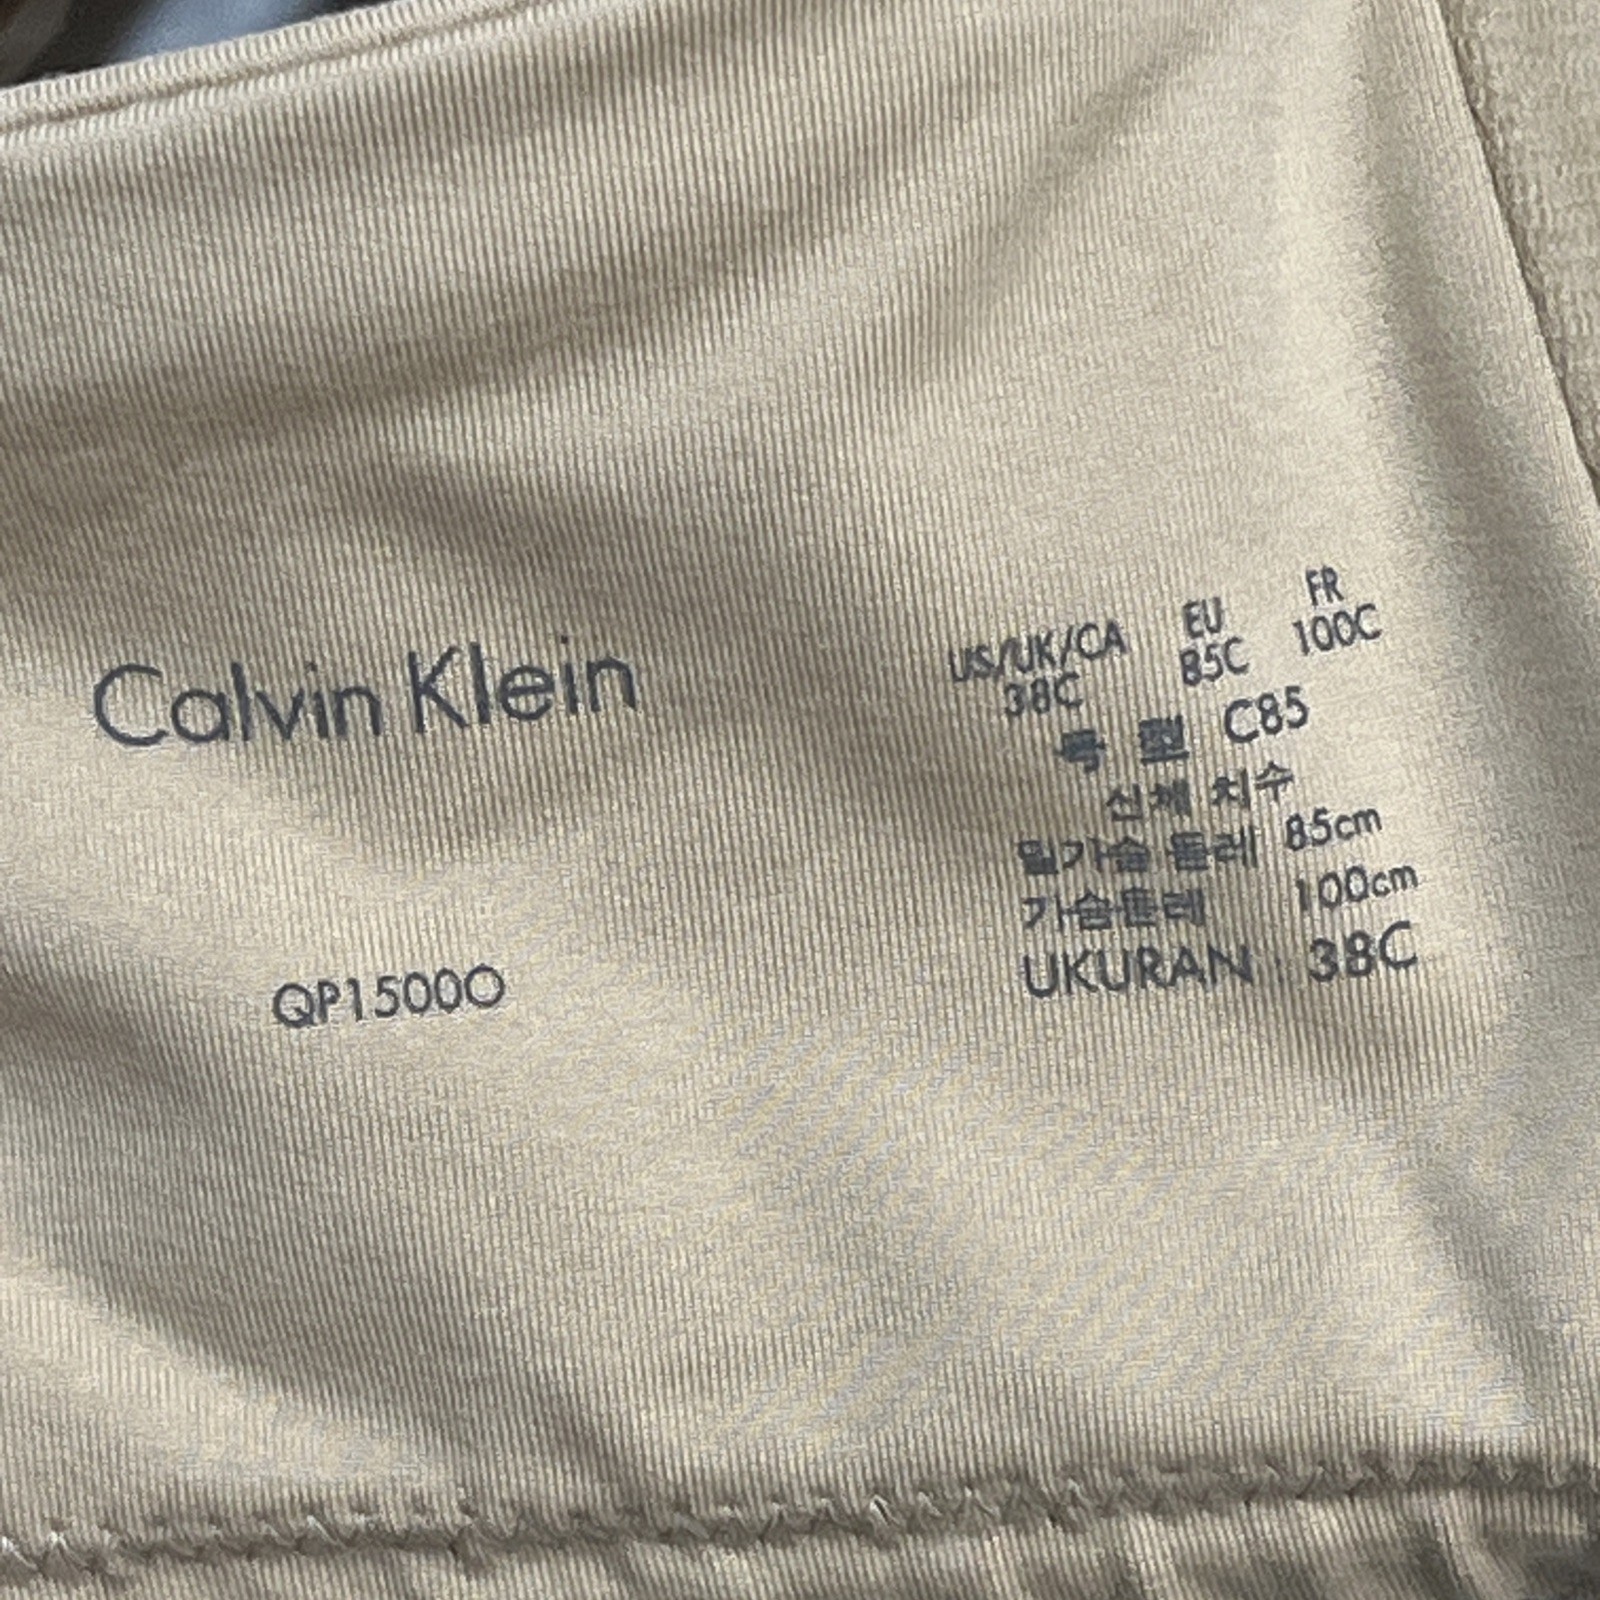 Calvin Klein
QP1500O
US/UK/CA EU FR
38C 85C 100C
C85
신체 치수
밑가슴 둘레 85cm
가슴둘레 100cm
UKURAN : 38C